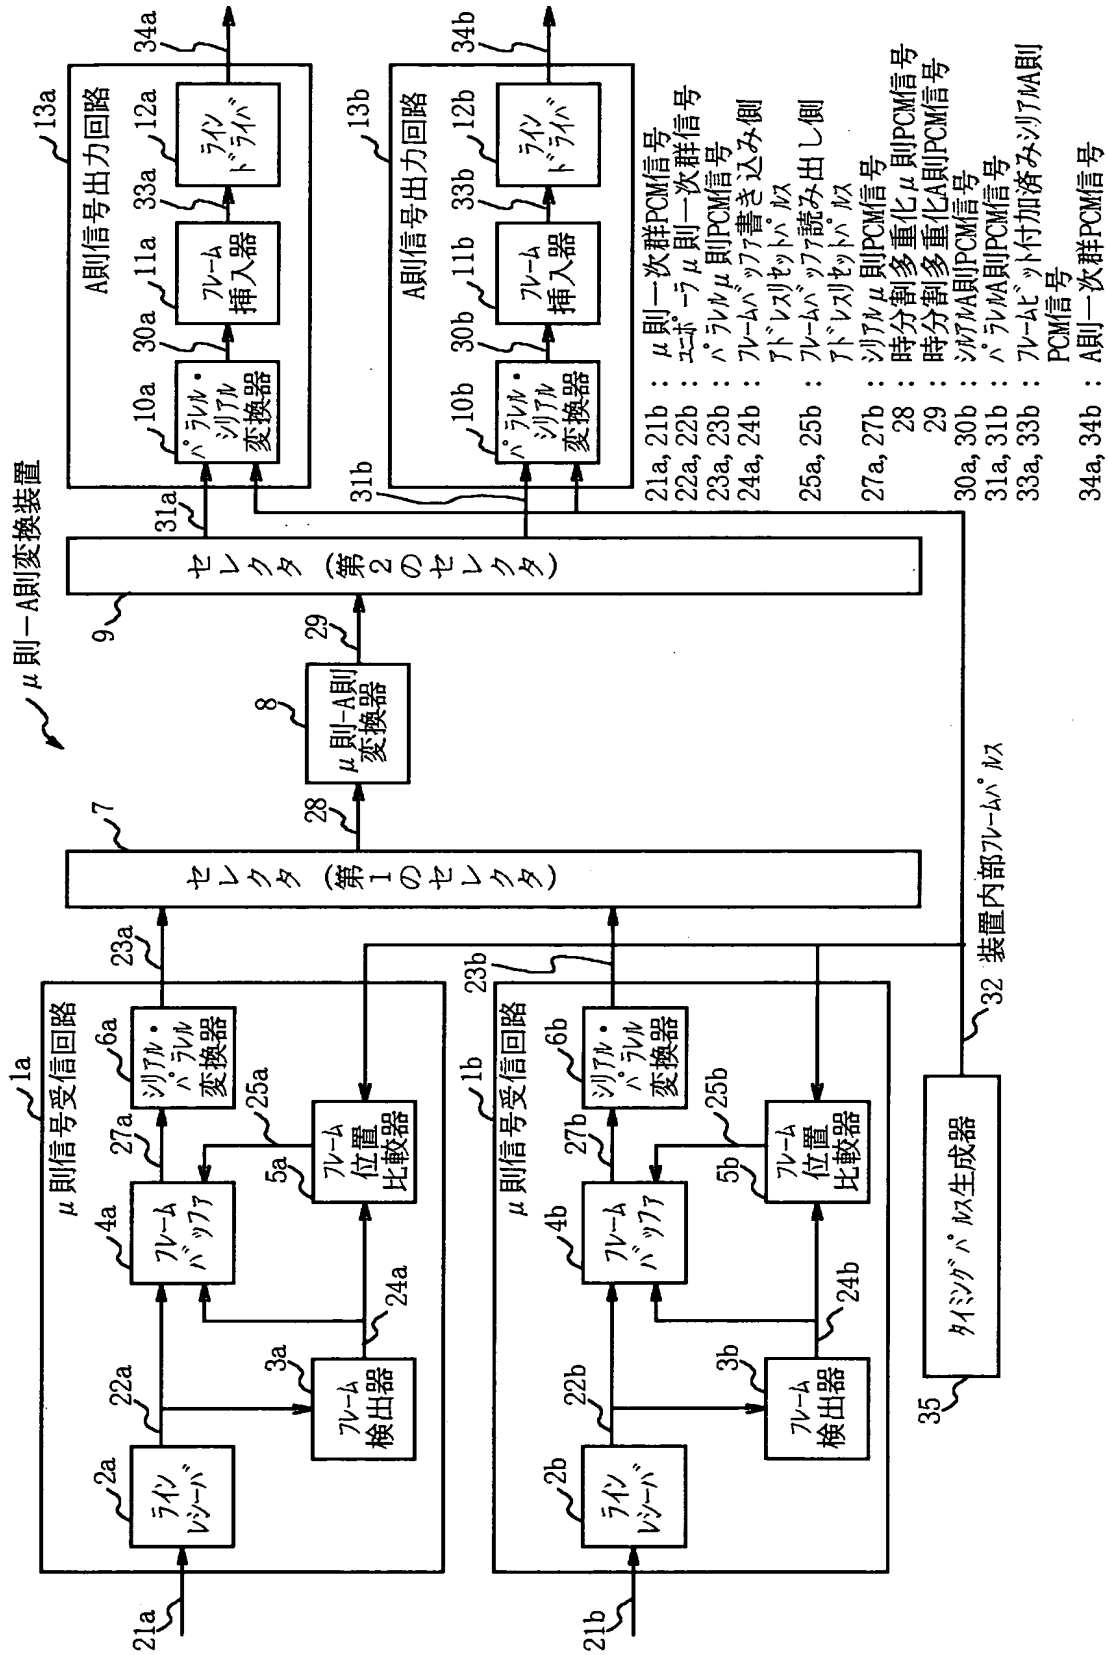 μ則－A則変換装置
1a
μ則信号受信回路
21a
2a
ライン
レシーバ
22a
3a
フレーム
検出器
24a
4a
フレーム
バッファ
27a
5a
フレーム
位置
比較器
25a
6a
シリアル・
パラレル
変換器
23a
1b
μ則信号受信回路
21b
2b
ライン
レシーバ
22b
3b
フレーム
検出器
24b
4b
フレーム
バッファ
27b
5b
フレーム
位置
比較器
25b
6b
シリアル・
パラレル
変換器
23b
35
タイミングパルス生成器
32 装置内部フレームパルス
7
セレクタ (第1のセレクタ)
28
8
μ則-A則
変換器
29
9
セレクタ (第2のセレクタ)
31a
31b
13a
A則信号出力回路
10a
パラレル・
シリアル
変換器
30a
11a
フレーム
挿入器
33a
12a
ライン
ドライバ
34a
13b
A則信号出力回路
10b
パラレル・
シリアル
変換器
30b
11b
フレーム
挿入器
33b
12b
ライン
ドライバ
34b
21a, 21b : μ則一次群PCM信号
22a, 22b : ユニポーラμ則一次群信号
23a, 23b : パラレルμ則PCM信号
24a, 24b : フレームバッファ書き込み側
アドレスリセットパルス
25a, 25b : フレームバッファ読み出し側
アドレスリセットパルス
27a, 27b : シリアルμ則PCM信号
28 : 時分割多重化μ則PCM信号
29 : 時分割多重化A則PCM信号
30a, 30b : シリアルA則PCM信号
31a, 31b : パラレルA則PCM信号
33a, 33b : フレームビット付加済みシリアルA則
PCM信号
34a, 34b : A則一次群PCM信号